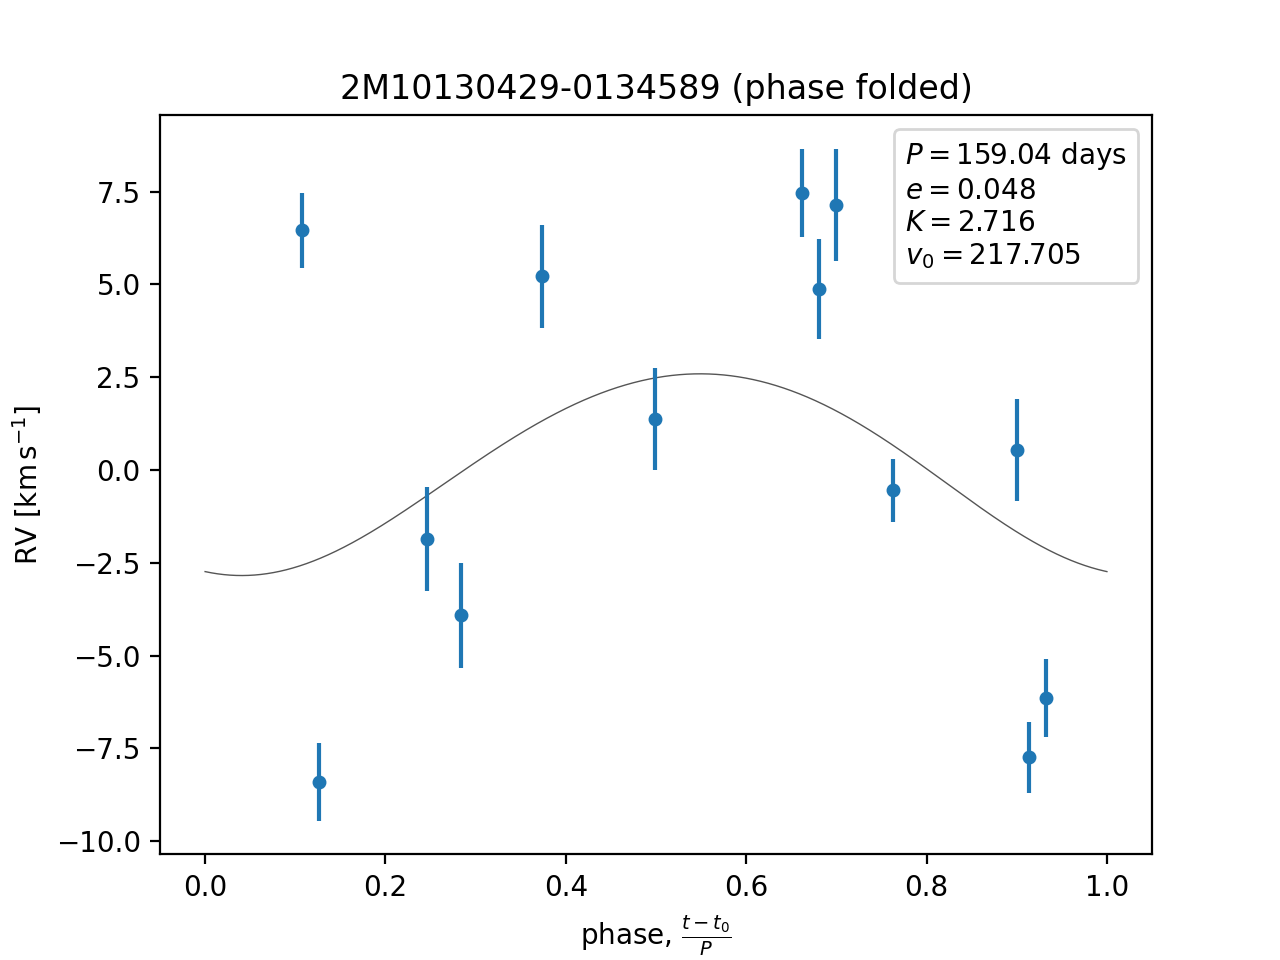 2M10130429-0134589 (phase folded)
P = 159.04 days
e = 0.048
K = 2.716
v₀ = 217.705
RV [km s⁻¹]
7.5
5.0
2.5
0.0
−2.5
−5.0
−7.5
−10.0
0.0 0.2 0.4 0.6 0.8 1.0
phase, (t − t₀)/P